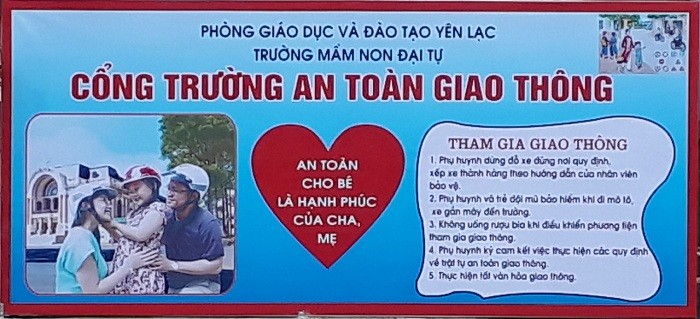 PHÒNG GIÁO DỤC VÀ ĐÀO TẠO YÊN LẠC
TRƯỜNG MẦM NON ĐẠI TỰ
CỔNG TRƯỜNG AN TOÀN GIAO THÔNG
AN TOÀN
CHO BÉ
LÀ HẠNH PHÚC
CỦA CHA,
MẸ
THAM GIA GIAO THÔNG
1. Phụ huynh dừng đỗ xe đúng nơi quy định,
xếp xe thành hàng theo hướng dẫn của nhân viên
bảo vệ.
2. Phụ huynh và trẻ đội mũ bảo hiểm khi đi mô tô,
xe gắn máy đến trường.
3. Không uống rượu bia khi điều khiển phương tiện
tham gia giao thông.
4. Phụ huynh ký cam kết việc thực hiện các quy định
về trật tự an toàn giao thông.
5. Thực hiện tốt văn hóa giao thông.